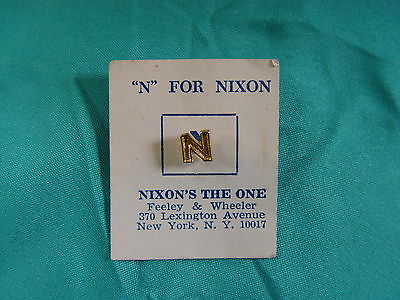 "N" FOR NIXON
N
NIXON'S THE ONE
Feeley & Wheeler
370 Lexington Avenue
New York, N. Y. 10017